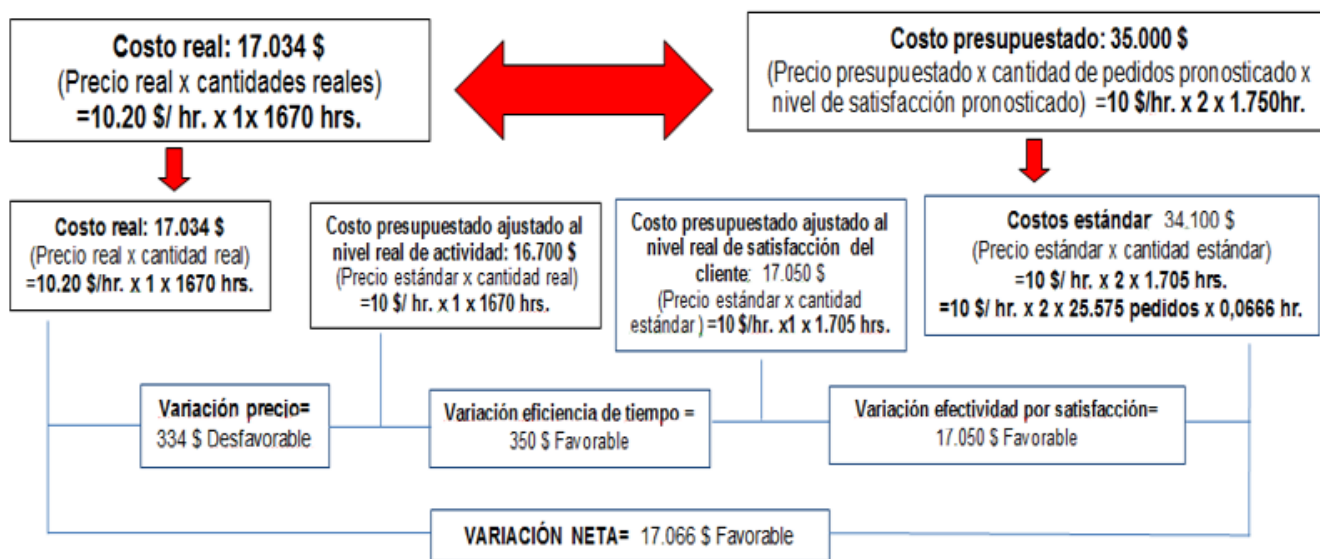 Costo real: 17.034 $
(Precio real x cantidades reales)
=10.20 $/ hr. x 1x 1670 hrs.
Costo presupuestado: 35.000 $
(Precio presupuestado x cantidad de pedidos pronosticado x
nivel de satisfacción pronosticado) =10 $/hr. x 2 x 1.750hr.
Costo real: 17.034 $
(Precio real x cantidad real)
=10.20 $/hr. x 1 x 1670 hrs.
Costo presupuestado ajustado al
nivel real de actividad: 16.700 $
(Precio estándar x cantidad real)
=10 $/ hr. x 1 x 1670 hrs.
Costo presupuestado ajustado al
nivel real de satisfacción del
cliente: 17.050 $
(Precio estándar x cantidad
estándar ) =10 $/hr. x1 x 1.705 hrs.
Costos estándar 34.100 $
(Precio estándar x cantidad estándar)
=10 $/ hr. x 2 x 1.705 hrs.
=10 $/ hr. x 2 x 25.575 pedidos x 0,0666 hr.
Variación precio=
334 $ Desfavorable
Variación eficiencia de tiempo =
350 $ Favorable
Variación efectividad por satisfacción=
17.050 $ Favorable
VARIACIÓN NETA= 17.066 $ Favorable